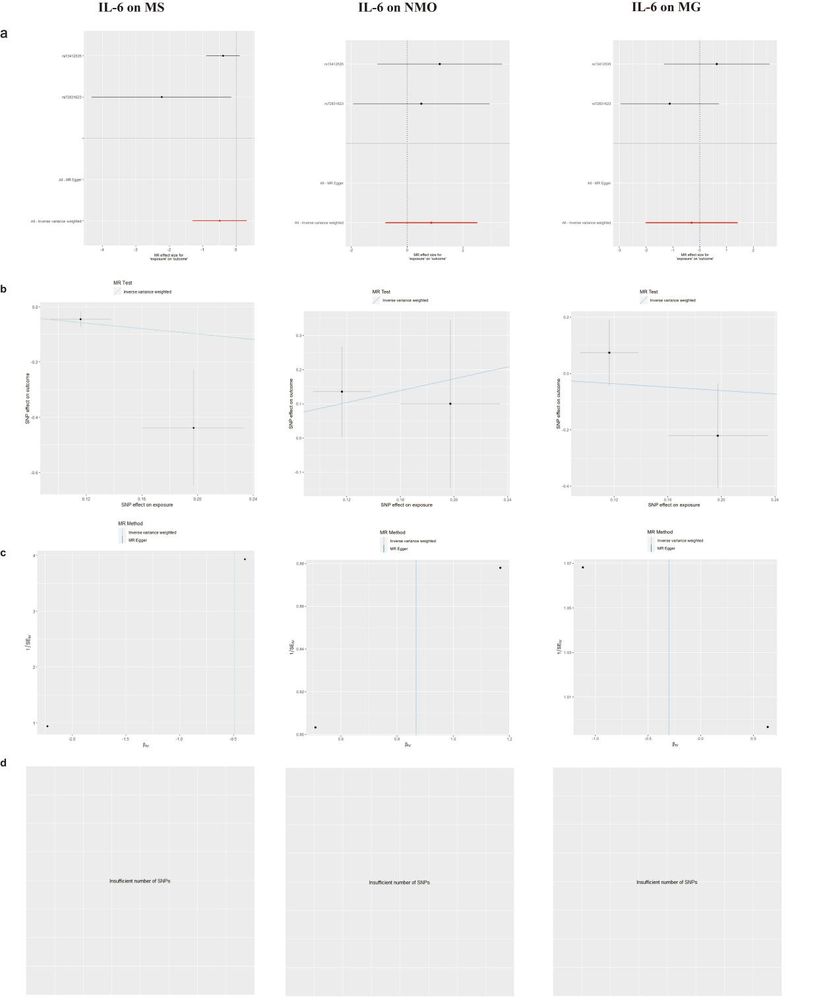 IL-6 on MS
IL-6 on NMO
IL-6 on MG
a
rs13412535
rs72831623
All - MR Egger
All - Inverse variance weighted
-4
-3
-2
-1
0
MR effect size for
'exposure' on 'outcome'
rs13412535
rs72831623
All - MR Egger
All - Inverse variance weighted
-2
0
2
MR effect size for
'exposure' on 'outcome'
rs13412535
rs72831623
All - MR Egger
All - Inverse variance weighted
-3
-2
-1
0
1
2
MR effect size for
'exposure' on 'outcome'
b
MR Test
Inverse variance weighted
0.0
-0.2
-0.4
-0.6
SNP effect on outcome
0.12
0.16
0.20
0.24
SNP effect on exposure
MR Test
Inverse variance weighted
0.3
0.2
0.1
0.0
-0.1
SNP effect on outcome
0.12
0.16
0.20
0.24
SNP effect on exposure
MR Test
Inverse variance weighted
0.2
0.0
-0.2
-0.4
SNP effect on outcome
0.12
0.16
0.20
0.24
SNP effect on exposure
c
MR Method
Inverse variance weighted
MR Egger
4
3
2
1
1/SE_IV
-2.0
-1.5
-1.0
-0.5
β_IV
MR Method
Inverse variance weighted
MR Egger
0.88
0.86
0.84
0.82
0.80
1/SE_IV
0.6
0.8
1.0
1.2
β_IV
MR Method
Inverse variance weighted
MR Egger
1.07
1.05
1.03
1.01
1/SE_IV
-1.0
-0.5
0.0
0.5
β_IV
d
Insufficient number of SNPs
Insufficient number of SNPs
Insufficient number of SNPs